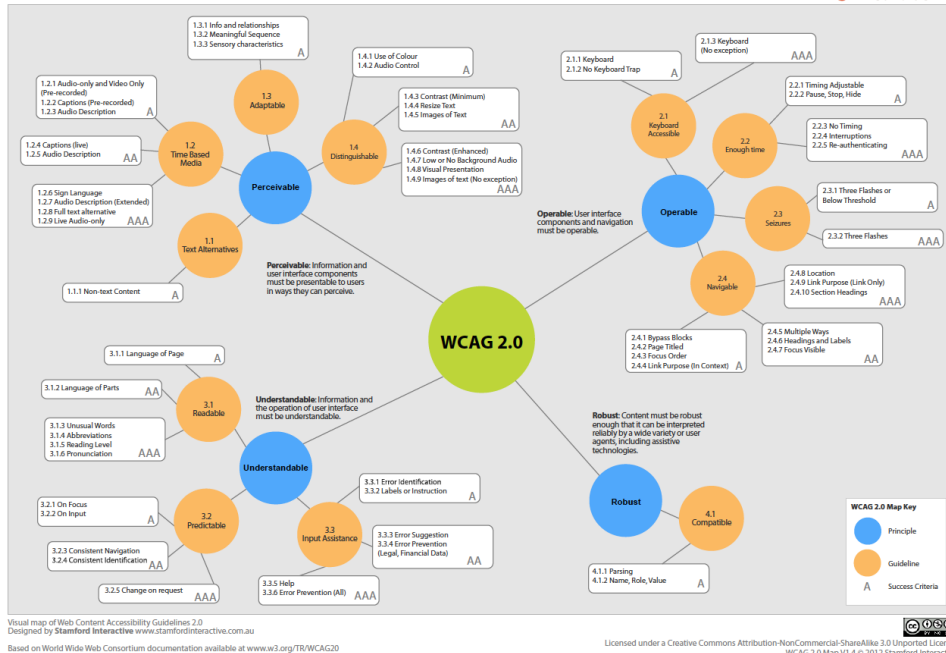 1.3.1 Info and relationships
1.3.2 Meaningful Sequence
1.3.3 Sensory characteristics
A
1.3
Adaptable
1.4.1 Use of Colour
1.4.2 Audio Control
A
1.4.3 Contrast (Minimum)
1.4.4 Resize Text
1.4.5 Images of Text
AA
1.4
Distinguishable
1.4.6 Contrast (Enhanced)
1.4.7 Low or No Background Audio
1.4.8 Visual Presentation
1.4.9 Images of text (No exception)
AAA
1.2.1 Audio-only and Video Only
(Pre-recorded)
1.2.2 Captions (Pre-recorded)
1.2.3 Audio Description
A
1.2
Time Based
Media
1.2.4 Captions (live)
1.2.5 Audio Description
AA
1.2.6 Sign Language
1.2.7 Audio Description (Extended)
1.2.8 Full text alternative
1.2.9 Live Audio-only
AAA
Perceivable
1.1
Text Alternatives
1.1.1 Non-text Content
A
Perceivable: Information and
user interface components
must be presentable to users
in ways they can perceive.
2.1.1 Keyboard
2.1.2 No Keyboard Trap
A
2.1.3 Keyboard
(No exception)
AAA
2.1
Keyboard
Accessible
2.2.1 Timing Adjustable
2.2.2 Pause, Stop, Hide
A
2.2
Enough time
2.2.3 No Timing
2.2.4 Interruptions
2.2.5 Re-authenticating
AAA
Operable
Operable: User interface
components and navigation
must be operable.
2.3.1 Three Flashes or
Below Threshold
A
2.3
Seizures
2.3.2 Three Flashes
AAA
2.4
Navigable
2.4.8 Location
2.4.9 Link Purpose (Link Only)
2.4.10 Section Headings
AAA
2.4.5 Multiple Ways
2.4.6 Headings and Labels
2.4.7 Focus Visible
AA
2.4.1 Bypass Blocks
2.4.2 Page Titled
2.4.3 Focus Order
2.4.4 Link Purpose (In Context)
A
WCAG 2.0
3.1.1 Language of Page
A
3.1.2 Language of Parts
AA
3.1
Readable
3.1.3 Unusual Words
3.1.4 Abbreviations
3.1.5 Reading Level
3.1.6 Pronunciation
AAA
Understandable: Information and
the operation of user interface
must be understandable.
Understandable
3.2.1 On Focus
3.2.2 On Input
A
3.2
Predictable
3.2.3 Consistent Navigation
3.2.4 Consistent Identification
AA
3.2.5 Change on request
AAA
3.3.1 Error Identification
3.3.2 Labels or Instruction
A
3.3
Input Assistance
3.3.3 Error Suggestion
3.3.4 Error Prevention
(Legal, Financial Data)
AA
3.3.5 Help
3.3.6 Error Prevention (All)
AAA
Robust: Content must be robust
enough that it can be interpreted
reliably by a wide variety or user
agents, including assistive
technologies.
Robust
4.1
Compatible
4.1.1 Parsing
4.1.2 Name, Role, Value
A
WCAG 2.0 Map Key
Principle
Guideline
A Success Criteria
Visual map of Web Content Accessibility Guidelines 2.0
Designed by Stamford Interactive www.stamfordinteractive.com.au
Based on World Wide Web Consortium documentation available at www.w3.org/TR/WCAG20
Licensed under a Creative Commons Attribution-NonCommercial-ShareAlike 3.0 Unported
WCAG 2.0 Map V1.4 © 2012 Stamford